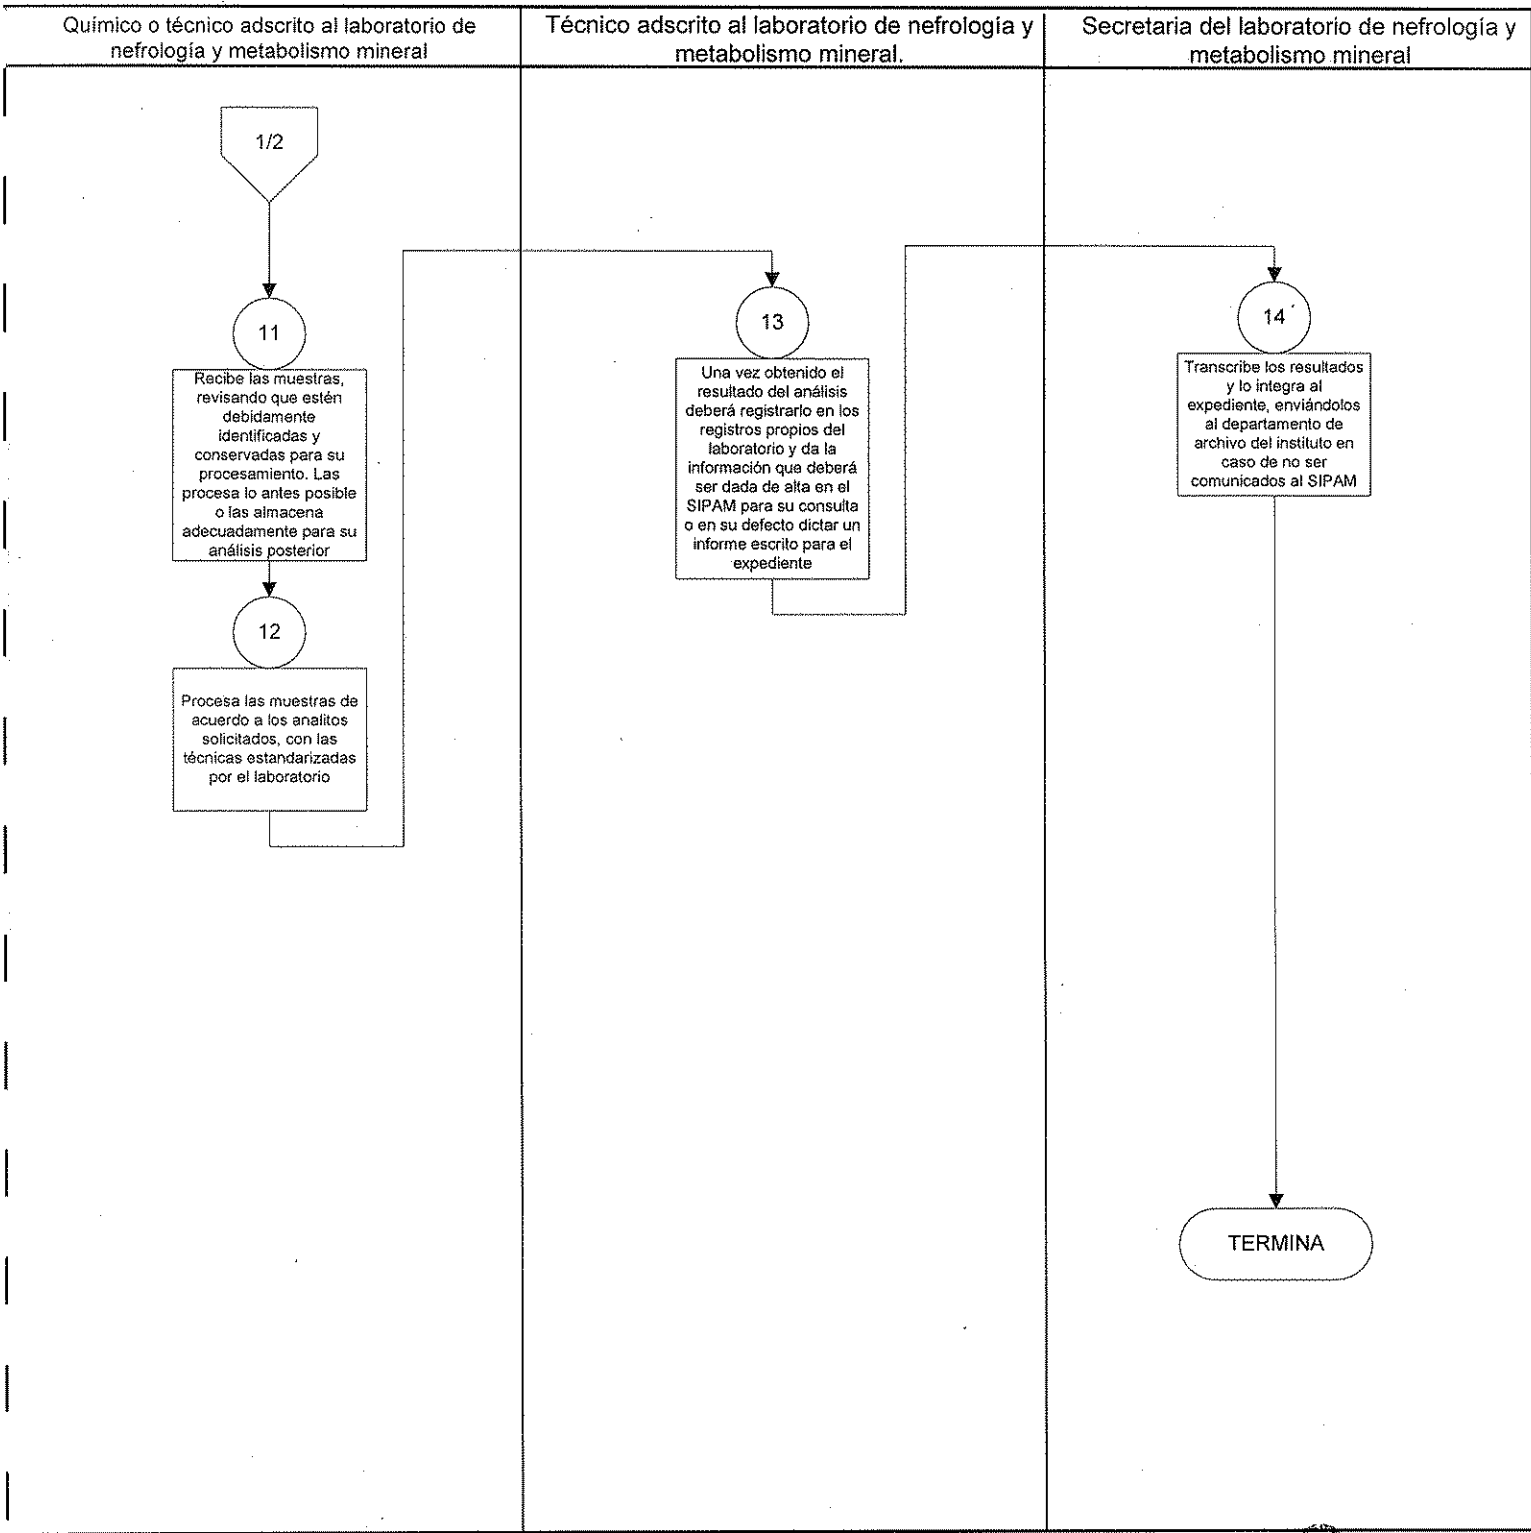 Químico o técnico adscrito al laboratorio de
nefrología y metabolismo mineral
Técnico adscrito al laboratorio de nefrología y
metabolismo mineral.
Secretaria del laboratorio de nefrología y
metabolismo mineral
1/2
11
Recibe las muestras,
revisando que estén
debidamente
identificadas y
conservadas para su
procesamiento. Las
procesa lo antes posible
o las almacena
adecuadamente para su
análisis posterior
12
Procesa las muestras de
acuerdo a los analitos
solicitados, con las
técnicas estandarizadas
por el laboratorio
13
Una vez obtenido el
resultado del análisis
deberá registrarlo en los
registros propios del
laboratorio y da la
información que deberá
ser dada de alta en el
SIPAM para su consulta
o en su defecto dictar un
informe escrito para el
expediente
14
Transcribe los resultados
y lo integra al
expediente, enviándolos
al departamento de
archivo del instituto en
caso de no ser
comunicados al SIPAM
TERMINA